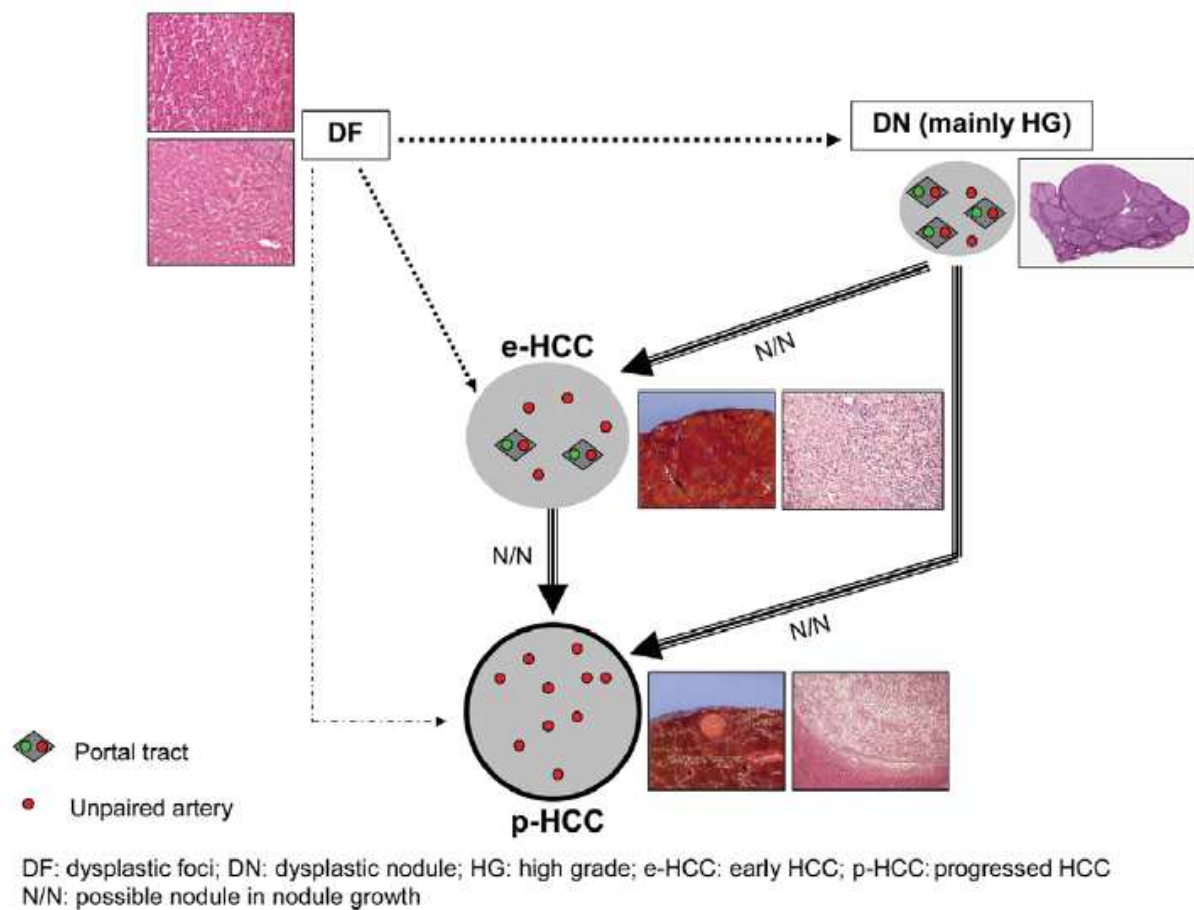 DF
DN (mainly HG)
N/N
e-HCC
N/N
N/N
p-HCC
Portal tract
Unpaired artery
DF: dysplastic foci; DN: dysplastic nodule; HG: high grade; e-HCC: early HCC; p-HCC: progressed HCC
N/N: possible nodule in nodule growth